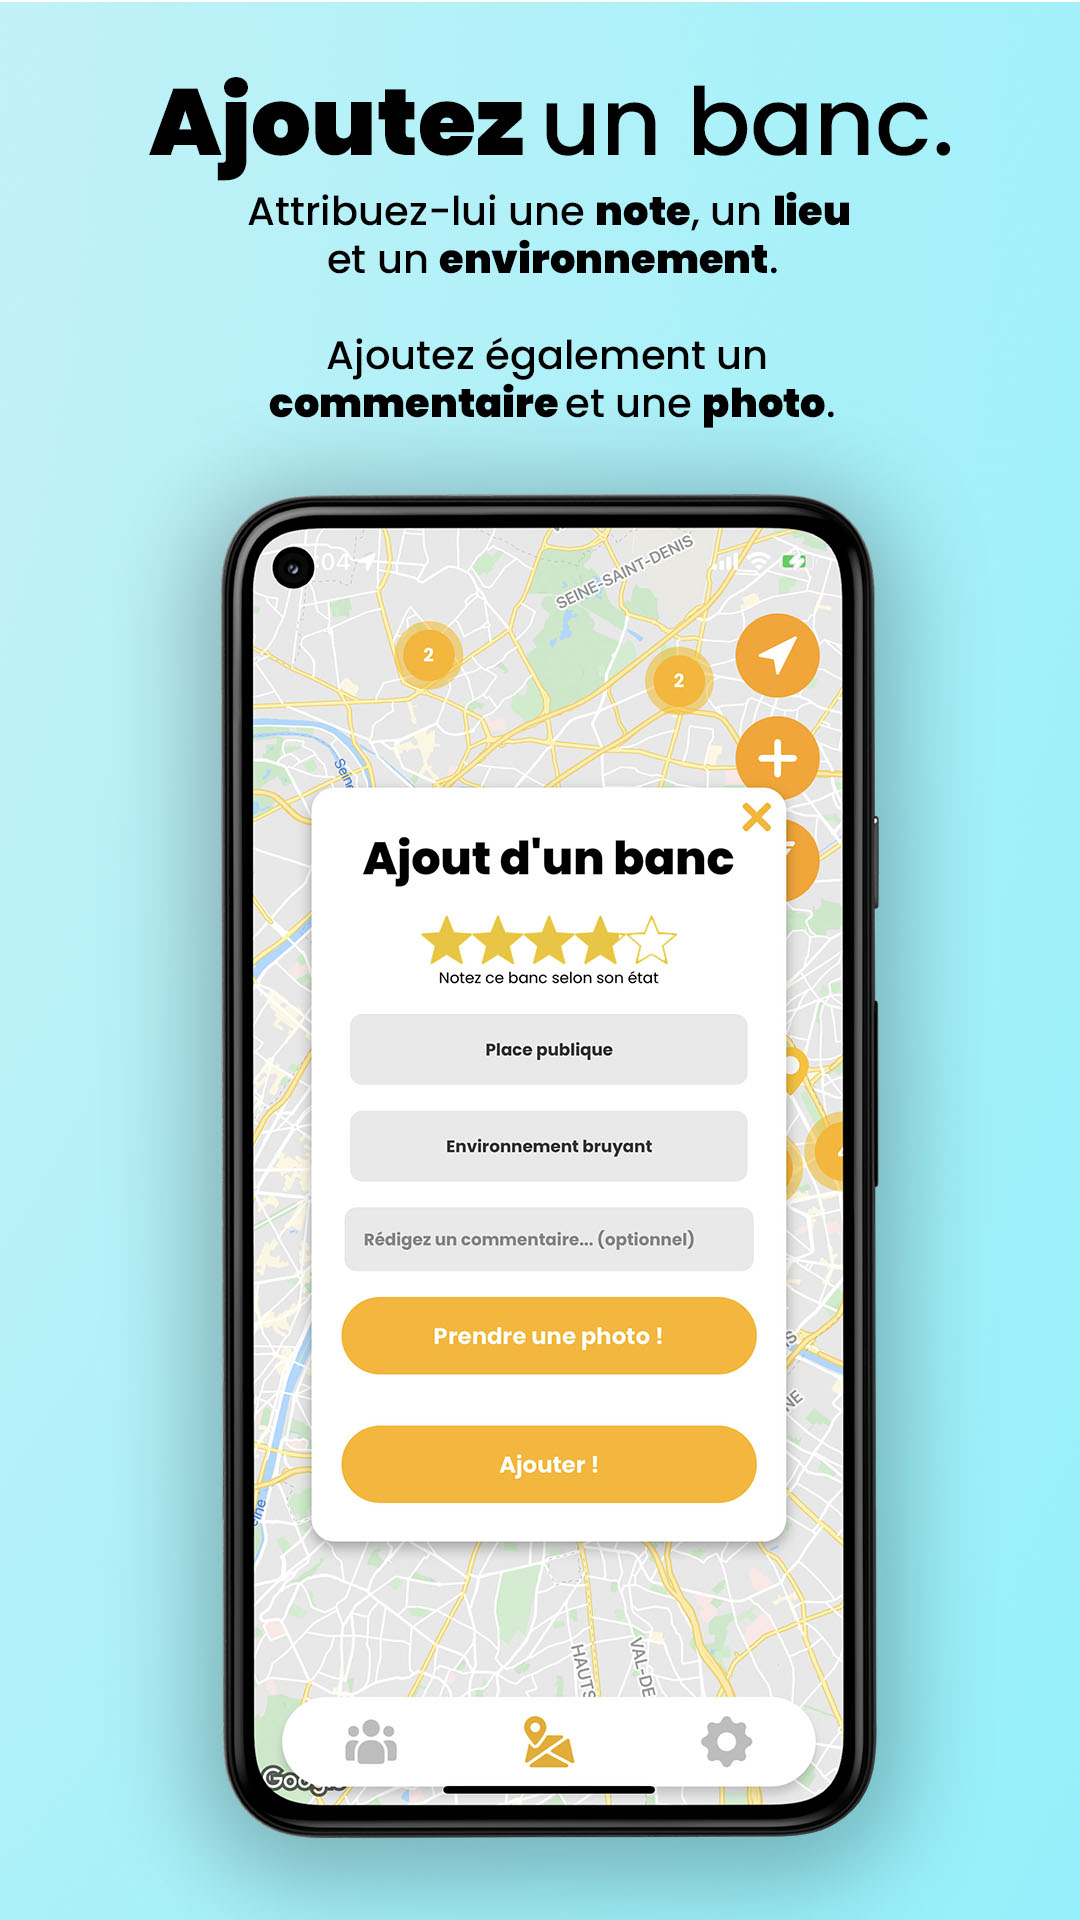 Ajoutez un banc.
Attribuez-lui une note, un lieu
et un environnement.
Ajoutez également un
commentaire et une photo.
04
SEINE-SAINT-DENIS
2
2
Seine
Ajout d'un banc
Notez ce banc selon son état
Place publique
Environnement bruyant
Rédigez un commentaire... (optionnel)
Prendre une photo !
Ajouter !
HAUTS
VAL-DE
Google